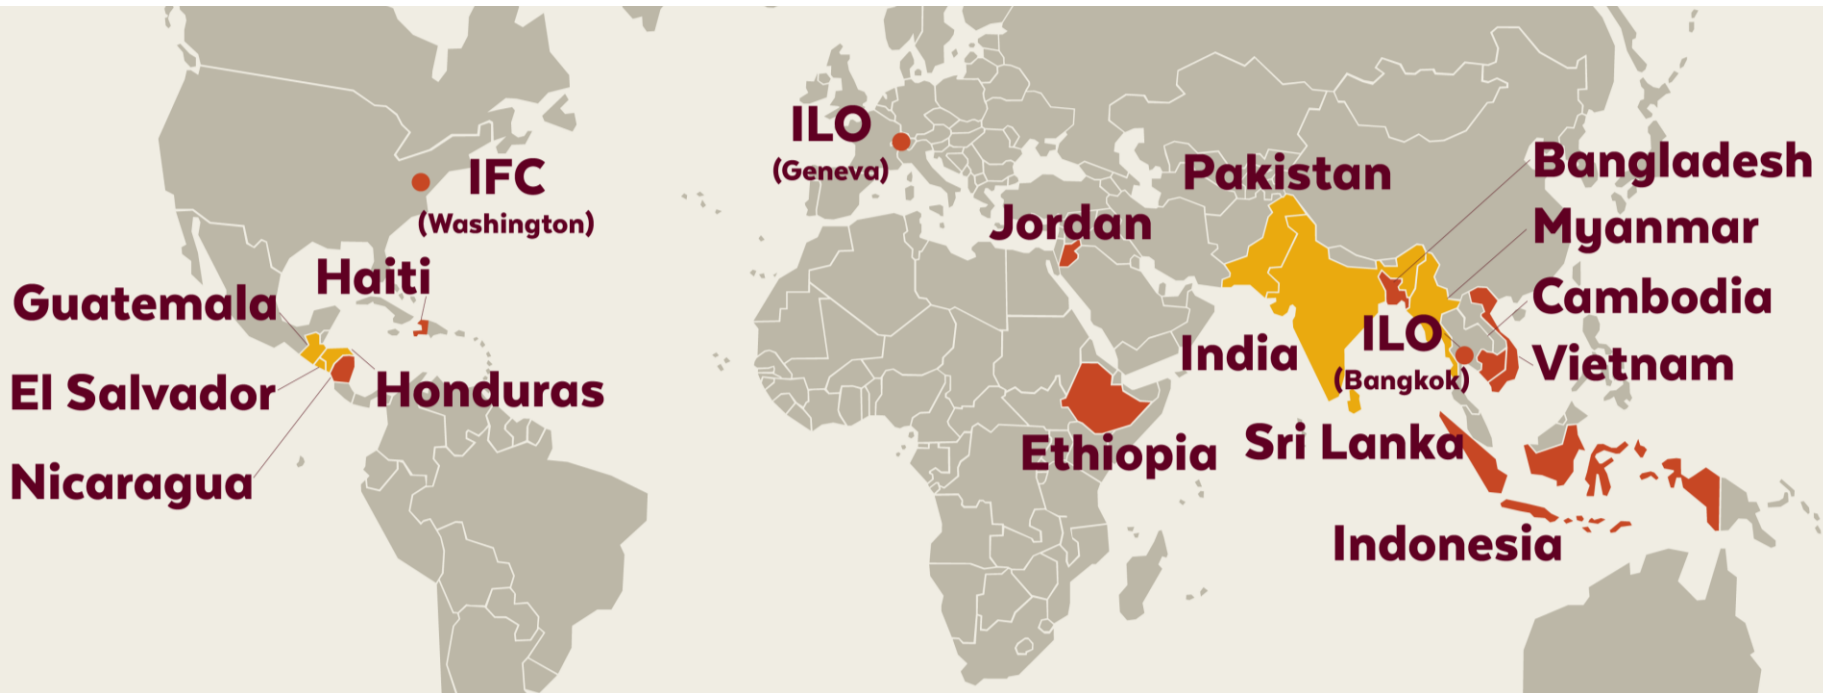 IFC
(Washington)
Haiti
Guatemala
El Salvador
Honduras
Nicaragua
ILO
(Geneva)
Jordan
Ethiopia
Pakistan
India
Sri Lanka
ILO
(Bangkok)
Bangladesh
Myanmar
Cambodia
Vietnam
Indonesia